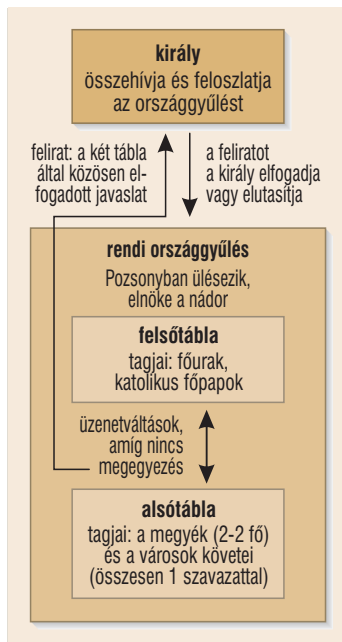 király
összehívja és feloszlatja
az országgyűlést
felirat: a két tábla
által közösen el-
fogadott javaslat
a feliratot
a király elfogadja
vagy elutasítja
rendi országgyűlés
Pozsonyban ülésezik,
elnöke a nádor
felsőtábla
tagjai: főurak,
katolikus főpapok
üzenetváltások,
amíg nincs
megegyezés
alsótábla
tagjai: a megyék (2-2 fő)
és a városok követei
(összesen 1 szavazattal)